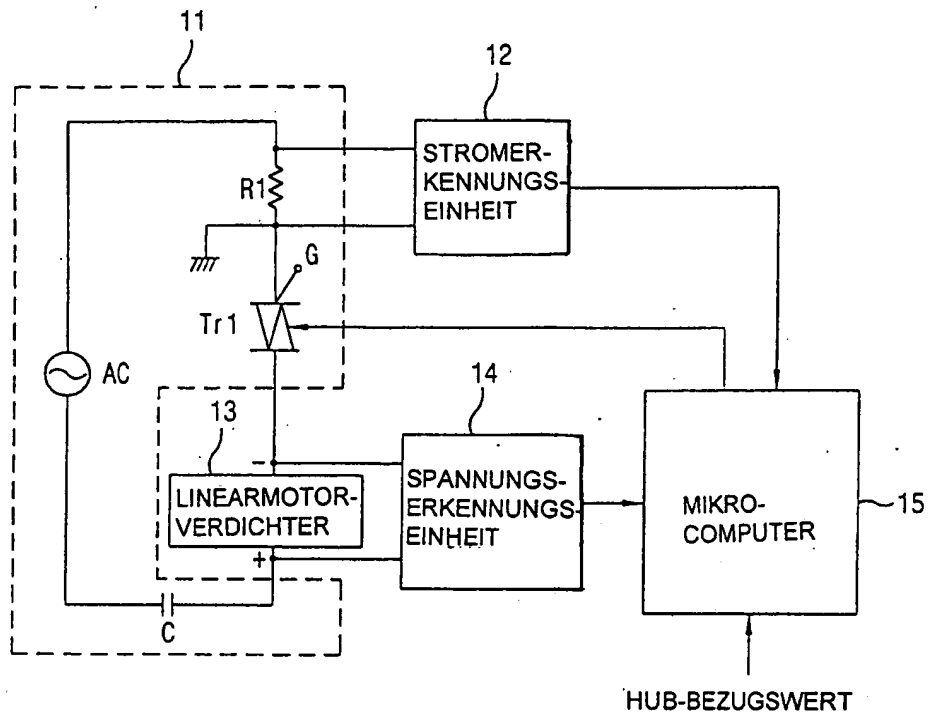 11
12
STROMER-
KENNUNGS-
EINHEIT
R1
G
Tr1
AC
13
14
LINEARMOTOR-
VERDICHTER
-
+
SPANNUNGS-
ERKENNUNGS-
EINHEIT
MIKRO-
COMPUTER
15
C
HUB-BEZUGSWERT